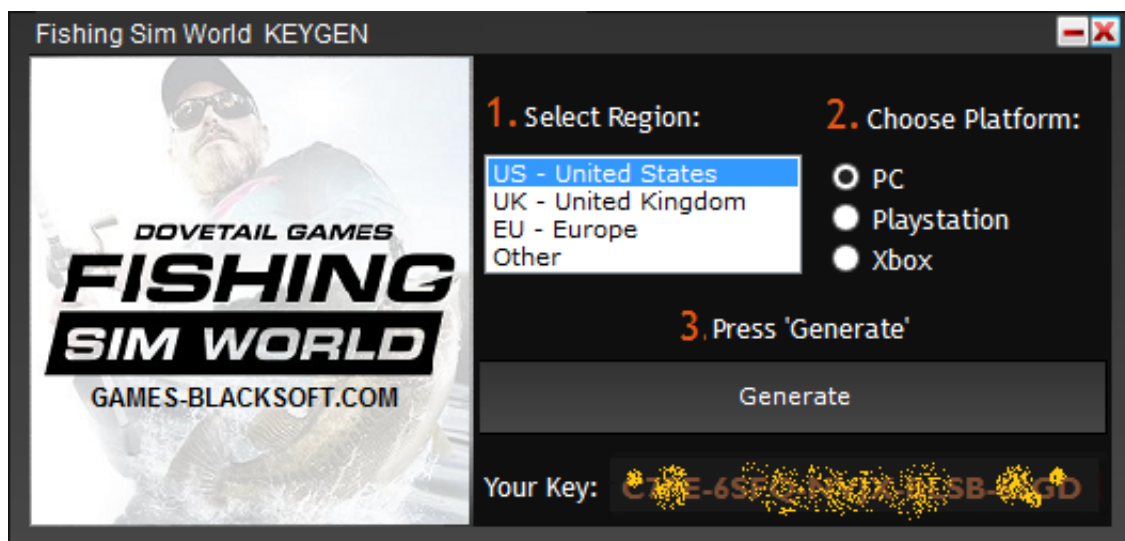 Fishing Sim World KEYGEN
DOVETAIL GAMES
FISHING
SIM WORLD
GAMES-BLACKSOFT.COM
1. Select Region:
US - United States
UK - United Kingdom
EU - Europe
Other
2. Choose Platform:
PC
Playstation
Xbox
3. Press 'Generate'
Generate
Your Key: